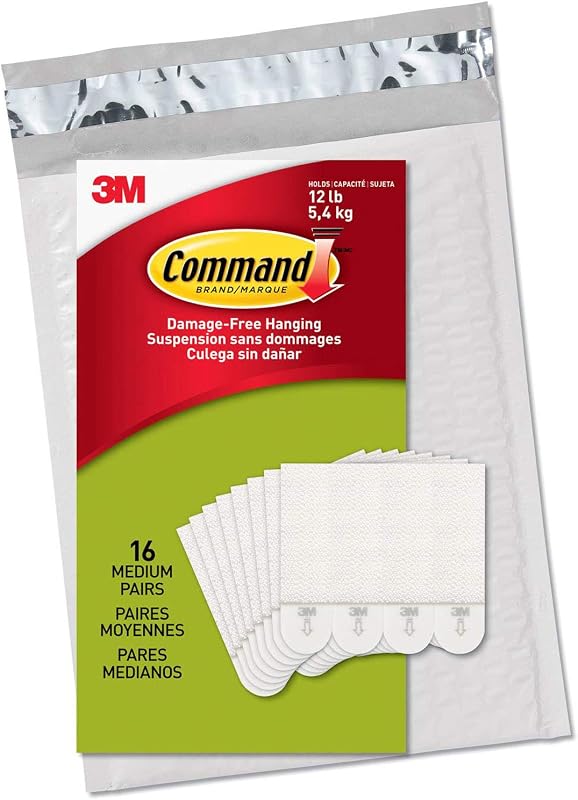 3M
HOLDS | CAPACITÉ | SUJETA
12 lb
5,4 kg
Command
BRAND/MARQUE
Damage-Free Hanging
Suspension sans dommages
Culega sin dañar
16
MEDIUM
PAIRS
PAIRES
MOYENNES
PARES
MEDIANOS
3M 3M 3M 3M